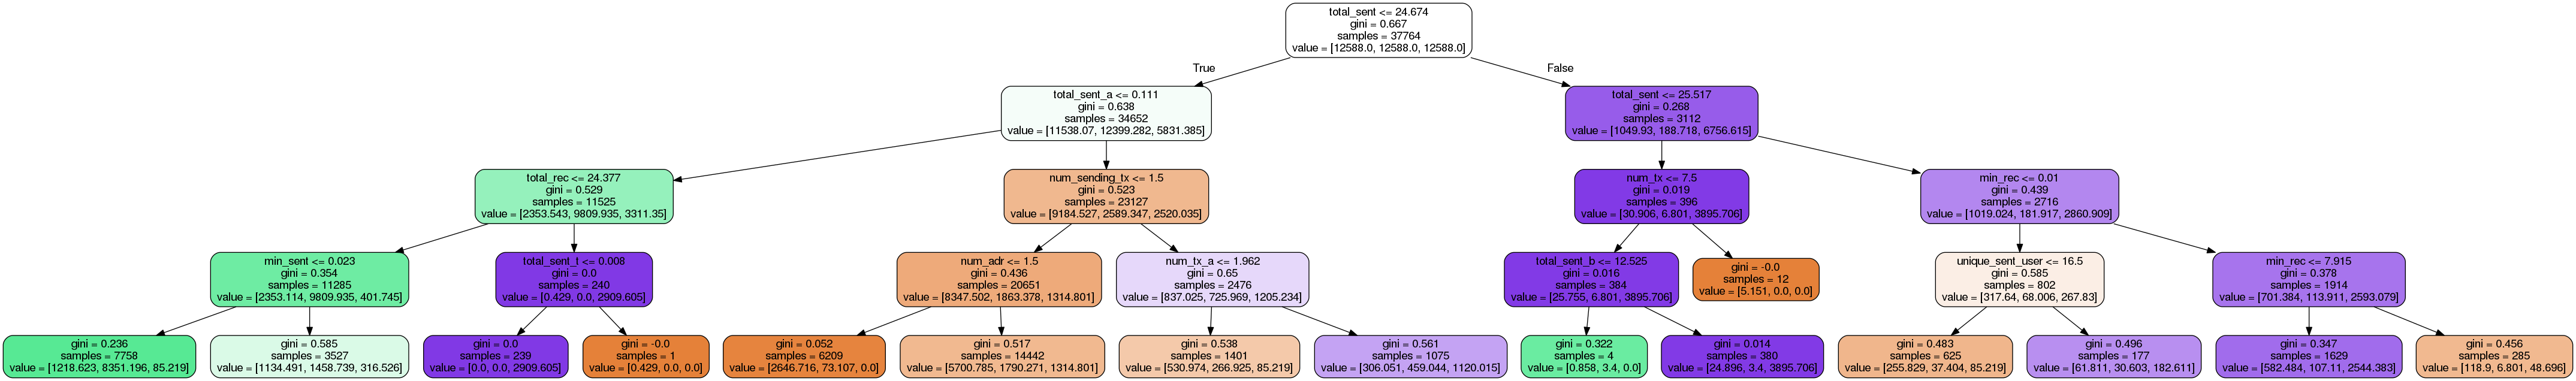 total_sent <= 24.674
gini = 0.667
samples = 37764
value = [12588.0, 12588.0, 12588.0]
True
False
total_sent_a <= 0.111
gini = 0.638
samples = 34652
value = [11538.07, 12399.282, 5831.385]
total_sent <= 25.517
gini = 0.268
samples = 3112
value = [1049.93, 188.718, 6756.615]
total_rec <= 24.377
gini = 0.529
samples = 11525
value = [2353.543, 9809.935, 3311.35]
num_sending_tx <= 1.5
gini = 0.523
samples = 23127
value = [9184.527, 2589.347, 2520.035]
num_tx <= 7.5
gini = 0.019
samples = 396
value = [30.906, 6.801, 3895.706]
min_rec <= 0.01
gini = 0.439
samples = 2716
value = [1019.024, 181.917, 2860.909]
min_sent <= 0.023
gini = 0.354
samples = 11285
value = [2353.114, 9809.935, 401.745]
total_sent_t <= 0.008
gini = 0.0
samples = 240
value = [0.429, 0.0, 2909.605]
num_adr <= 1.5
gini = 0.436
samples = 20651
value = [8347.502, 1863.378, 1314.801]
num_tx_a <= 1.962
gini = 0.65
samples = 2476
value = [837.025, 725.969, 1205.234]
total_sent_b <= 12.525
gini = 0.016
samples = 384
value = [25.755, 6.801, 3895.706]
gini = -0.0
samples = 12
value = [5.151, 0.0, 0.0]
unique_sent_user <= 16.5
gini = 0.585
samples = 802
value = [317.64, 68.006, 267.83]
min_rec <= 7.915
gini = 0.378
samples = 1914
value = [701.384, 113.911, 2593.079]
gini = 0.236
samples = 7758
value = [1218.623, 8351.196, 85.219]
gini = 0.585
samples = 3527
value = [1134.491, 1458.739, 316.526]
gini = 0.0
samples = 239
value = [0.0, 0.0, 2909.605]
gini = -0.0
samples = 1
value = [0.429, 0.0, 0.0]
gini = 0.052
samples = 6209
value = [2646.716, 73.107, 0.0]
gini = 0.517
samples = 14442
value = [5700.785, 1790.271, 1314.801]
gini = 0.538
samples = 1401
value = [530.974, 266.925, 85.219]
gini = 0.561
samples = 1075
value = [306.051, 459.044, 1120.015]
gini = 0.322
samples = 4
value = [0.858, 3.4, 0.0]
gini = 0.014
samples = 380
value = [24.896, 3.4, 3895.706]
gini = 0.483
samples = 625
value = [255.829, 37.404, 85.219]
gini = 0.496
samples = 177
value = [61.811, 30.603, 182.611]
gini = 0.347
samples = 1629
value = [582.484, 107.11, 2544.383]
gini = 0.456
samples = 285
value = [118.9, 6.801, 48.696]